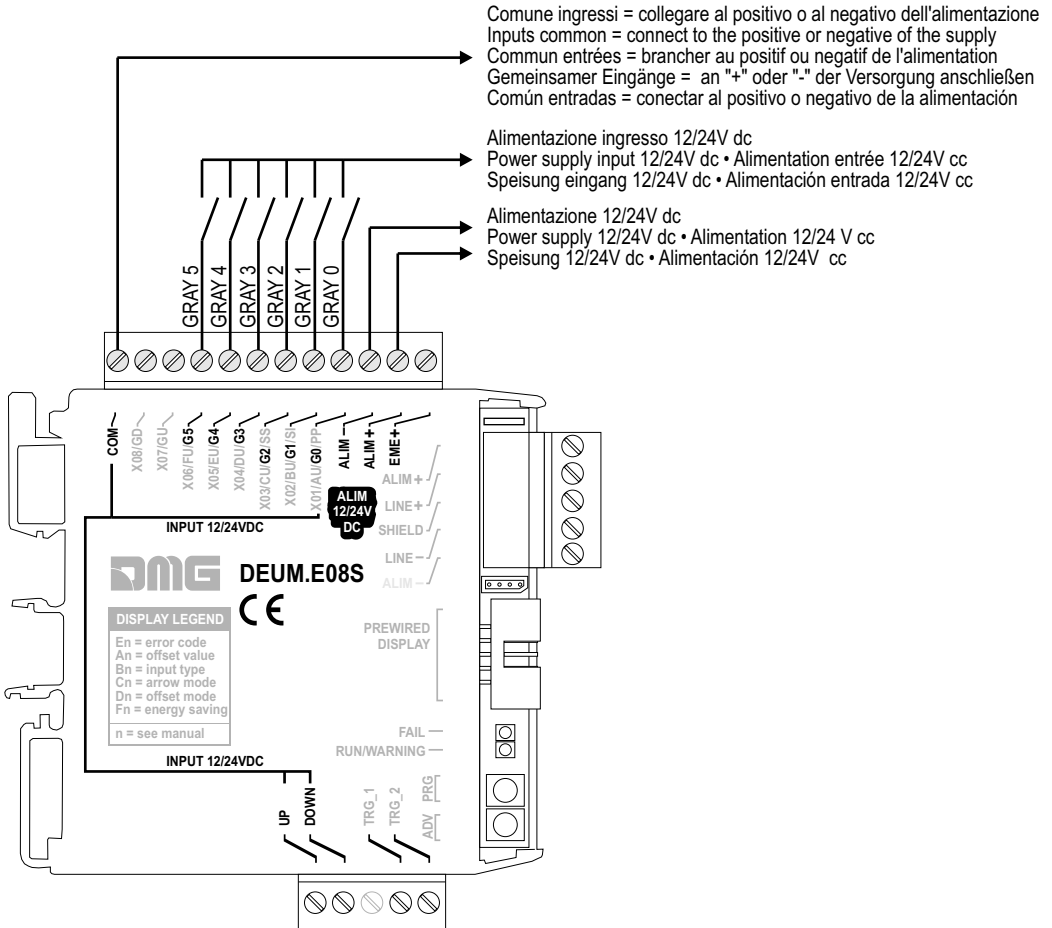 Comune ingressi = collegare al positivo o al negativo dell'alimentazione
Inputs common = connect to the positive or negative of the supply
Commun entrées = brancher au positif ou negatif de l'alimentation
Gemeinsamer Eingänge =  an "+" oder "-" der Versorgung anschließen
Común entradas = conectar al positivo o negativo de la alimentación
Alimentazione ingresso 12/24V dc
Power supply input 12/24V dc • Alimentation entrée 12/24V cc
Speisung eingang 12/24V dc • Alimentación entrada 12/24V cc
Alimentazione 12/24V dc
Power supply 12/24V dc • Alimentation 12/24 V cc
Speisung 12/24V dc • Alimentación 12/24V  cc
GRAY 5
GRAY 4
GRAY 3
GRAY 2
GRAY 1
GRAY 0
COM
X08/GD
X07/GU
X06/FU/G5
X05/EU/G4
X04/DU/G3
X03/CU/G2/SS
X02/BU/G1/SI
X01/AU/G0/PP
ALIM -
ALIM +
EME +
ALIM +
LINE +
SHIELD
LINE -
ALIM -
ALIM
12/24V
DC
INPUT 12/24VDC
DMG
DEUM.E08S
CE
DISPLAY LEGEND
En = error code
An = offset value
Bn = input type
Cn = arrow mode
Dn = offset mode
Fn = energy saving
n = see manual
PREWIRED
DISPLAY
FAIL
RUN/WARNING
INPUT 12/24VDC
UP
DOWN
TRG_1
TRG_2
PRG
ADV